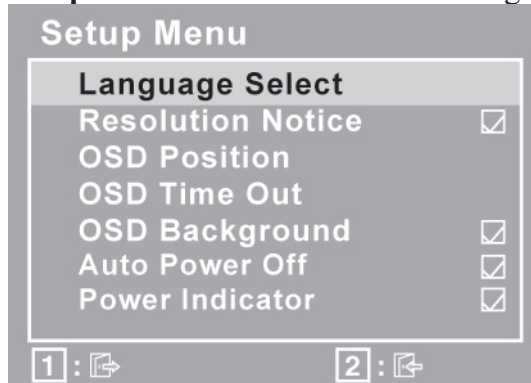 Setup Menu
Language Select
Resolution Notice
OSD Position
OSD Time Out
OSD Background
Auto Power Off
Power Indicator
1 : 2 :